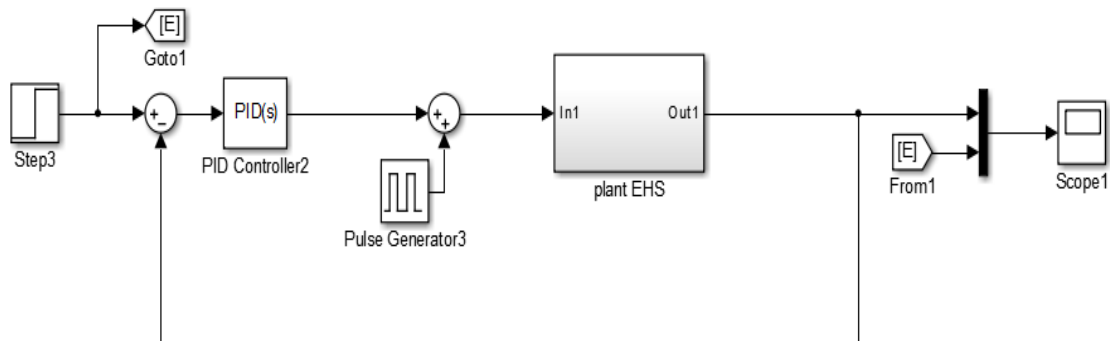 [E]
Goto1
Step3
+
−
PID(s)
PID Controller2
+
+
Pulse Generator3
In1
Out1
plant EHS
[E]
From1
Scope1